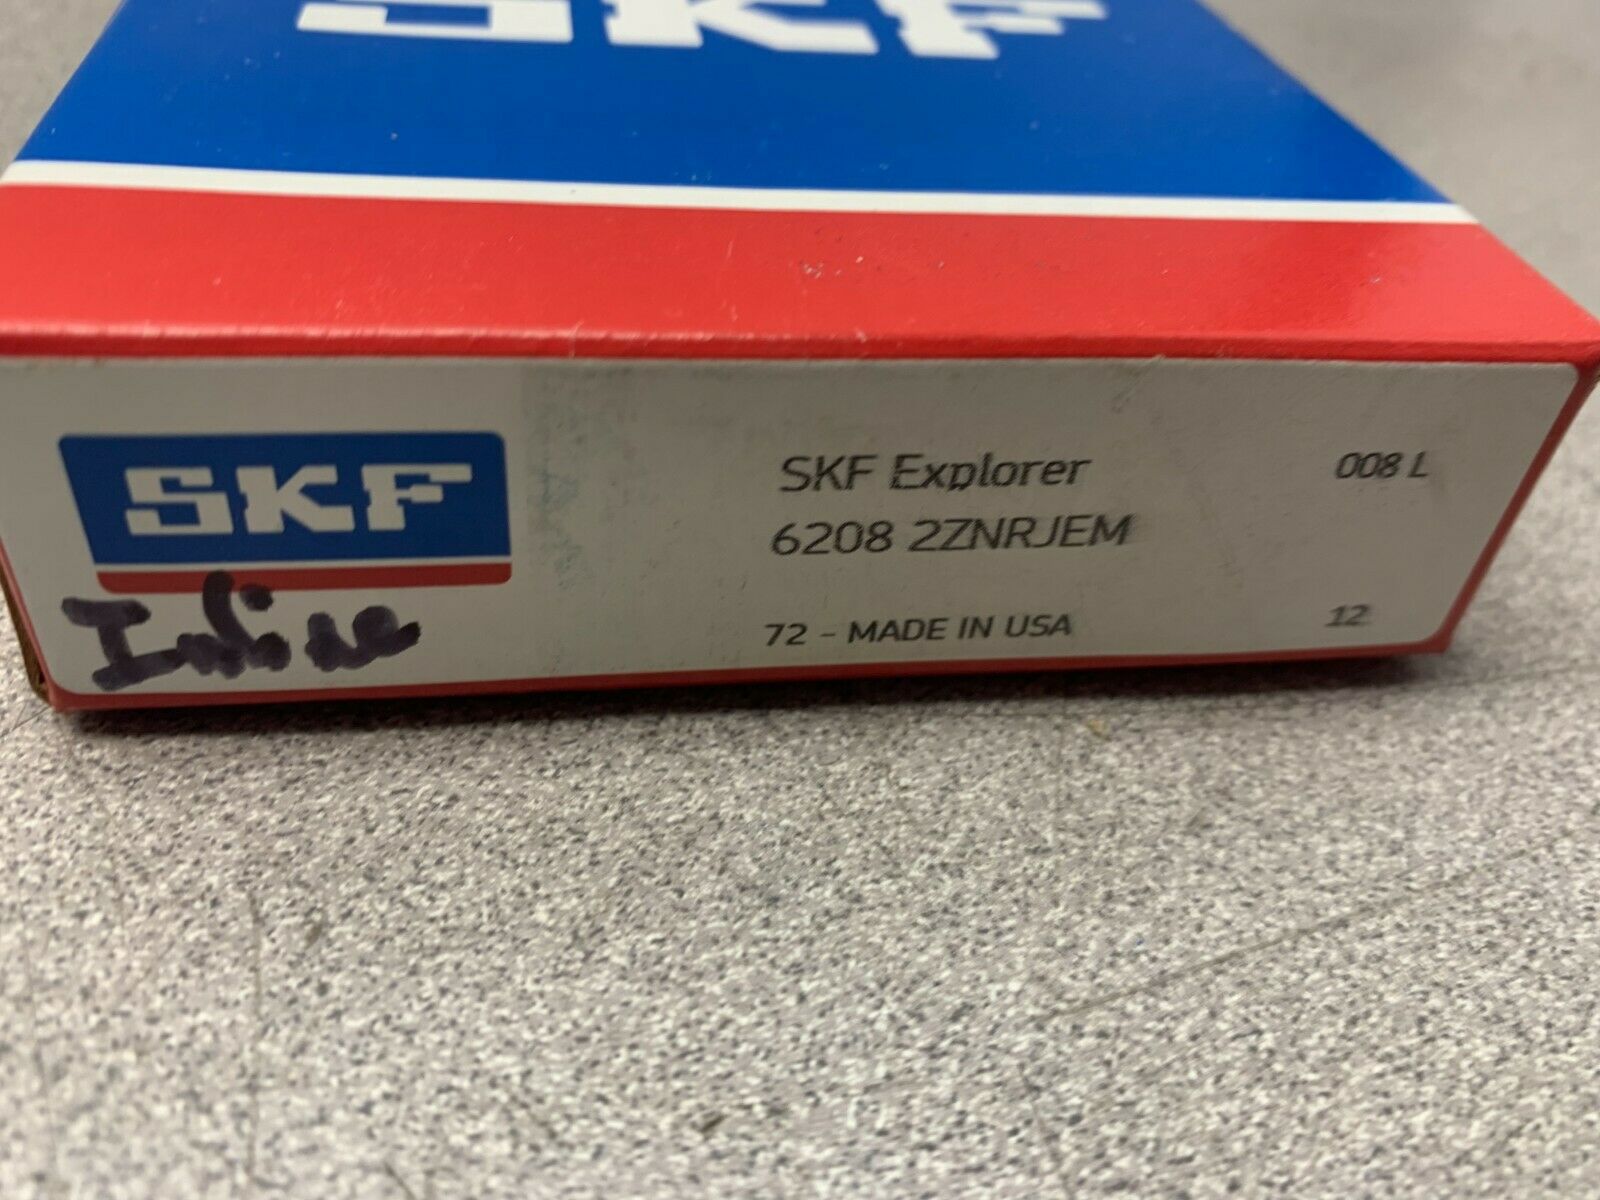 SKF
SKF
SKF Explorer 008 L
6208 2ZNRJEM
72 - MADE IN USA 12